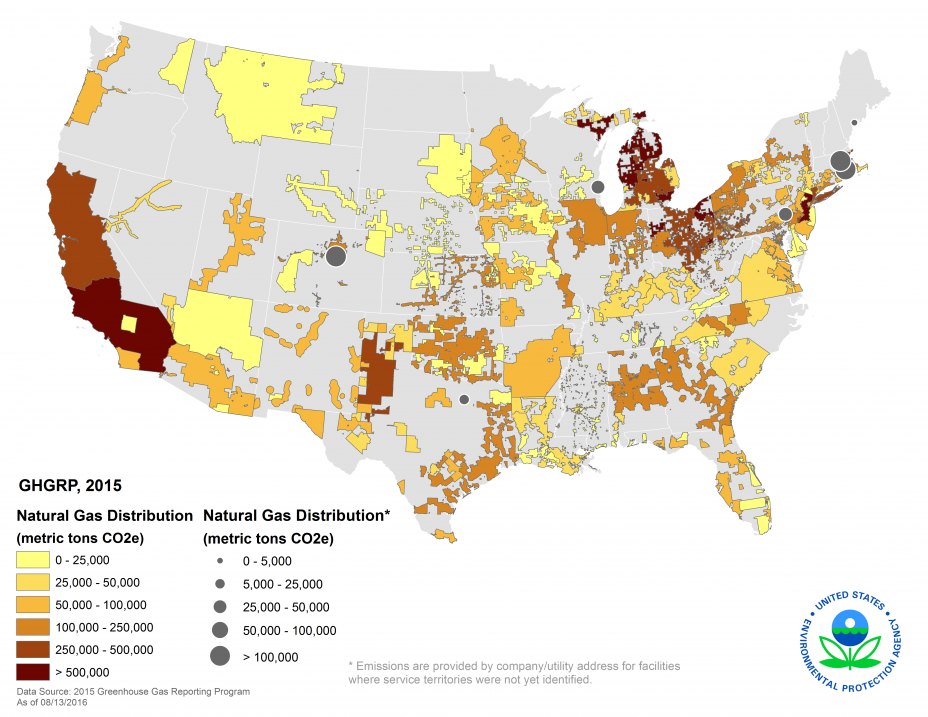 GHGRP, 2015
Natural Gas Distribution
(metric tons CO2e)
0 - 25,000
25,000 - 50,000
50,000 - 100,000
100,000 - 250,000
250,000 - 500,000
> 500,000
Natural Gas Distribution*
(metric tons CO2e)
0 - 5,000
5,000 - 25,000
25,000 - 50,000
50,000 - 100,000
> 100,000
Data Source: 2015 Greenhouse Gas Reporting Program
As of 08/13/2016
* Emissions are provided by company/utility address for facilities
where service territories were not yet identified.
UNITED STATES
ENVIRONMENTAL PROTECTION AGENCY